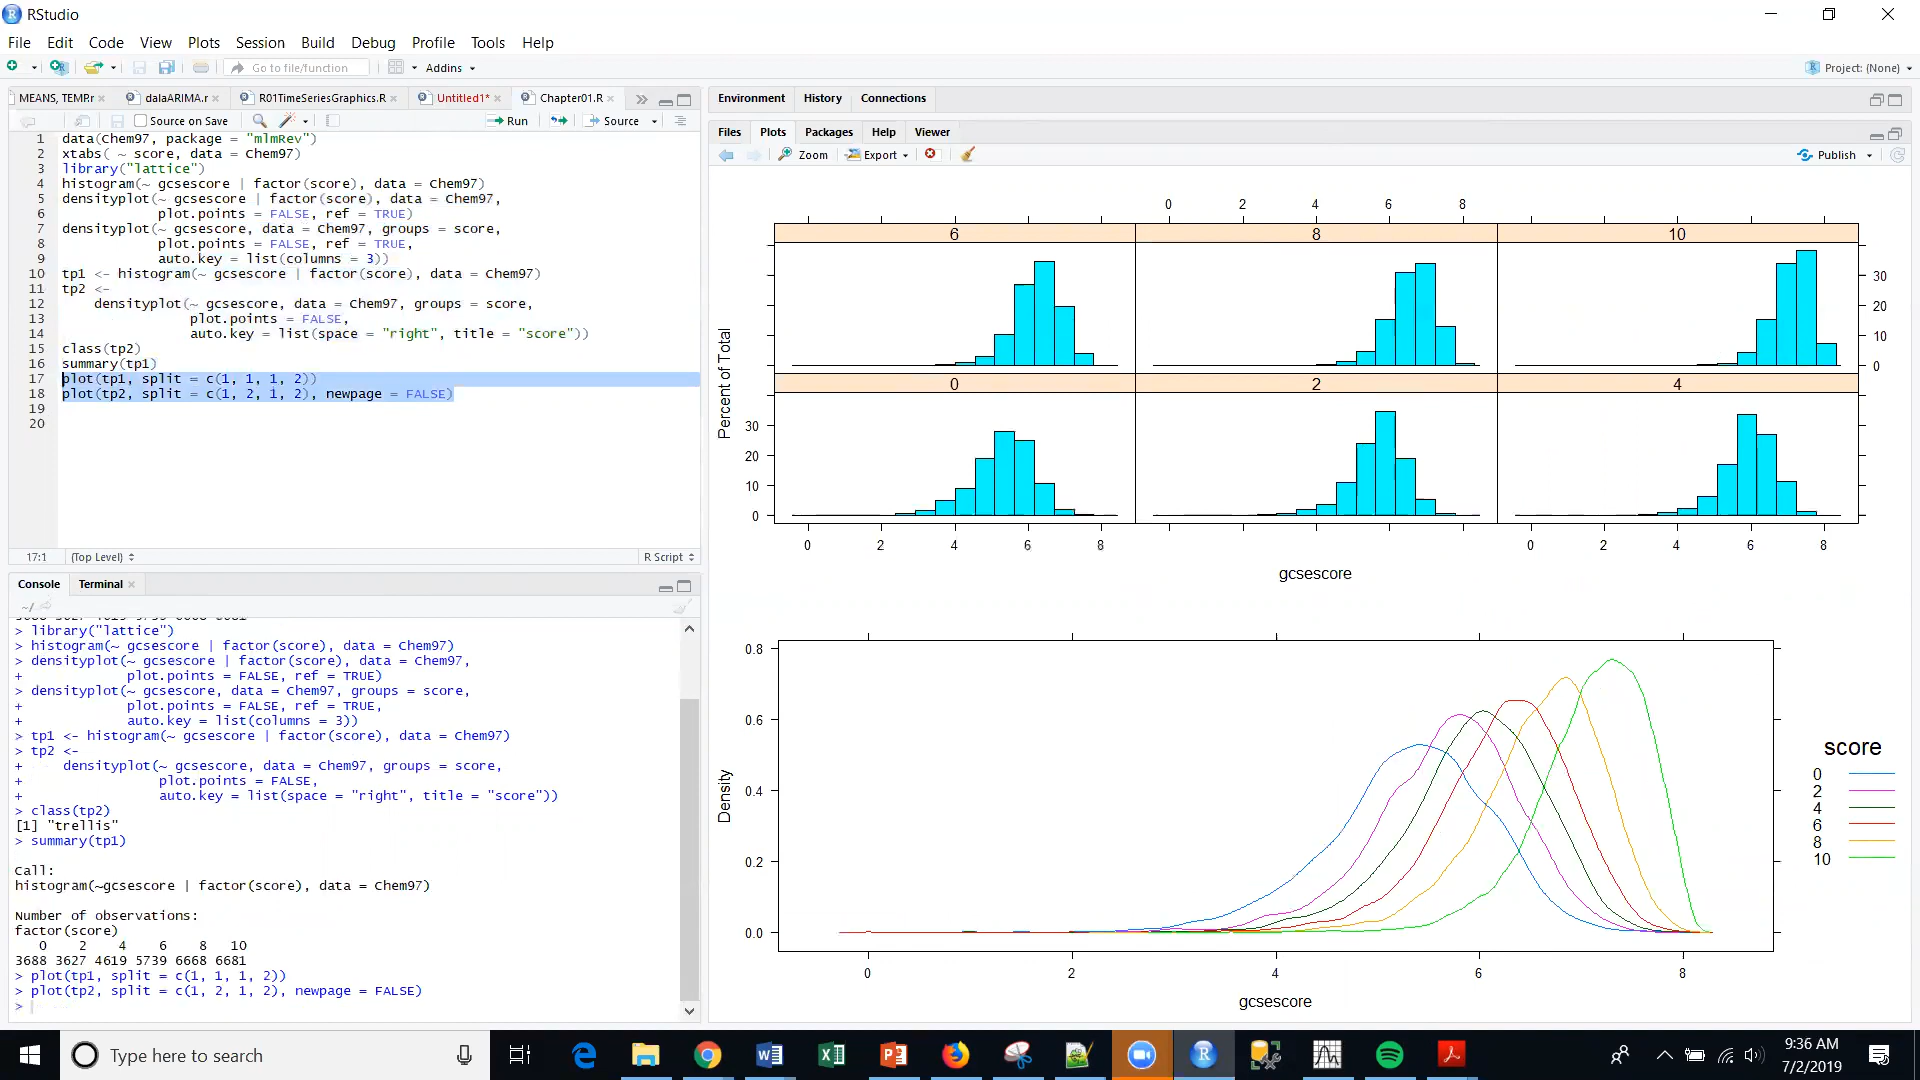 RStudio
File Edit Code View Plots Session Build Debug Profile Tools Help
Go to file/function Addins Project: (None)
MEANS, TEMP.r dalaARIMA.r R01TimeSeriesGraphics.R Untitled1* Chapter01.R
Source on Save Run Source
1 data(Chem97, package = "mlmRev")
2 xtabs( ~ score, data = Chem97)
3 library("lattice")
4 histogram(~ gcsescore | factor(score), data = Chem97)
5 densityplot(~ gcsescore | factor(score), data = Chem97,
6 plot.points = FALSE, ref = TRUE)
7 densityplot(~ gcsescore, data = Chem97, groups = score,
8 plot.points = FALSE, ref = TRUE,
9 auto.key = list(columns = 3))
10 tp1 <- histogram(~ gcsescore | factor(score), data = Chem97)
11 tp2 <-
12 densityplot(~ gcsescore, data = Chem97, groups = score,
13 plot.points = FALSE,
14 auto.key = list(space = "right", title = "score"))
15 class(tp2)
16 summary(tp1)
17 plot(tp1, split = c(1, 1, 1, 2))
18 plot(tp2, split = c(1, 2, 1, 2), newpage = FALSE)
19
20
17:1 (Top Level) R Script
Console Terminal
~/
> library("lattice")
> histogram(~ gcsescore | factor(score), data = Chem97)
> densityplot(~ gcsescore | factor(score), data = Chem97,
+ plot.points = FALSE, ref = TRUE)
> densityplot(~ gcsescore, data = Chem97, groups = score,
+ plot.points = FALSE, ref = TRUE,
+ auto.key = list(columns = 3))
> tp1 <- histogram(~ gcsescore | factor(score), data = Chem97)
> tp2 <-
+ densityplot(~ gcsescore, data = Chem97, groups = score,
+ plot.points = FALSE,
+ auto.key = list(space = "right", title = "score"))
> class(tp2)
[1] "trellis"
> summary(tp1)
Call:
histogram(~gcsescore | factor(score), data = Chem97)
Number of observations:
factor(score)
0 2 4 6 8 10
3688 3627 4619 5739 6668 6681
> plot(tp1, split = c(1, 1, 1, 2))
> plot(tp2, split = c(1, 2, 1, 2), newpage = FALSE)
>
Environment History Connections
Files Plots Packages Help Viewer
Zoom Export Publish
0 2 4 6 8
6 8 10
30
20
10
0
Percent of Total
0 2 4
30
20
10
0
0 2 4 6 8 0 2 4 6 8
gcsescore
0.8
0.6
0.4
0.2
0.0
Density
0 2 4 6 8
gcsescore
score
0
2
4
6
8
10
Type here to search
9:36 AM
7/2/2019